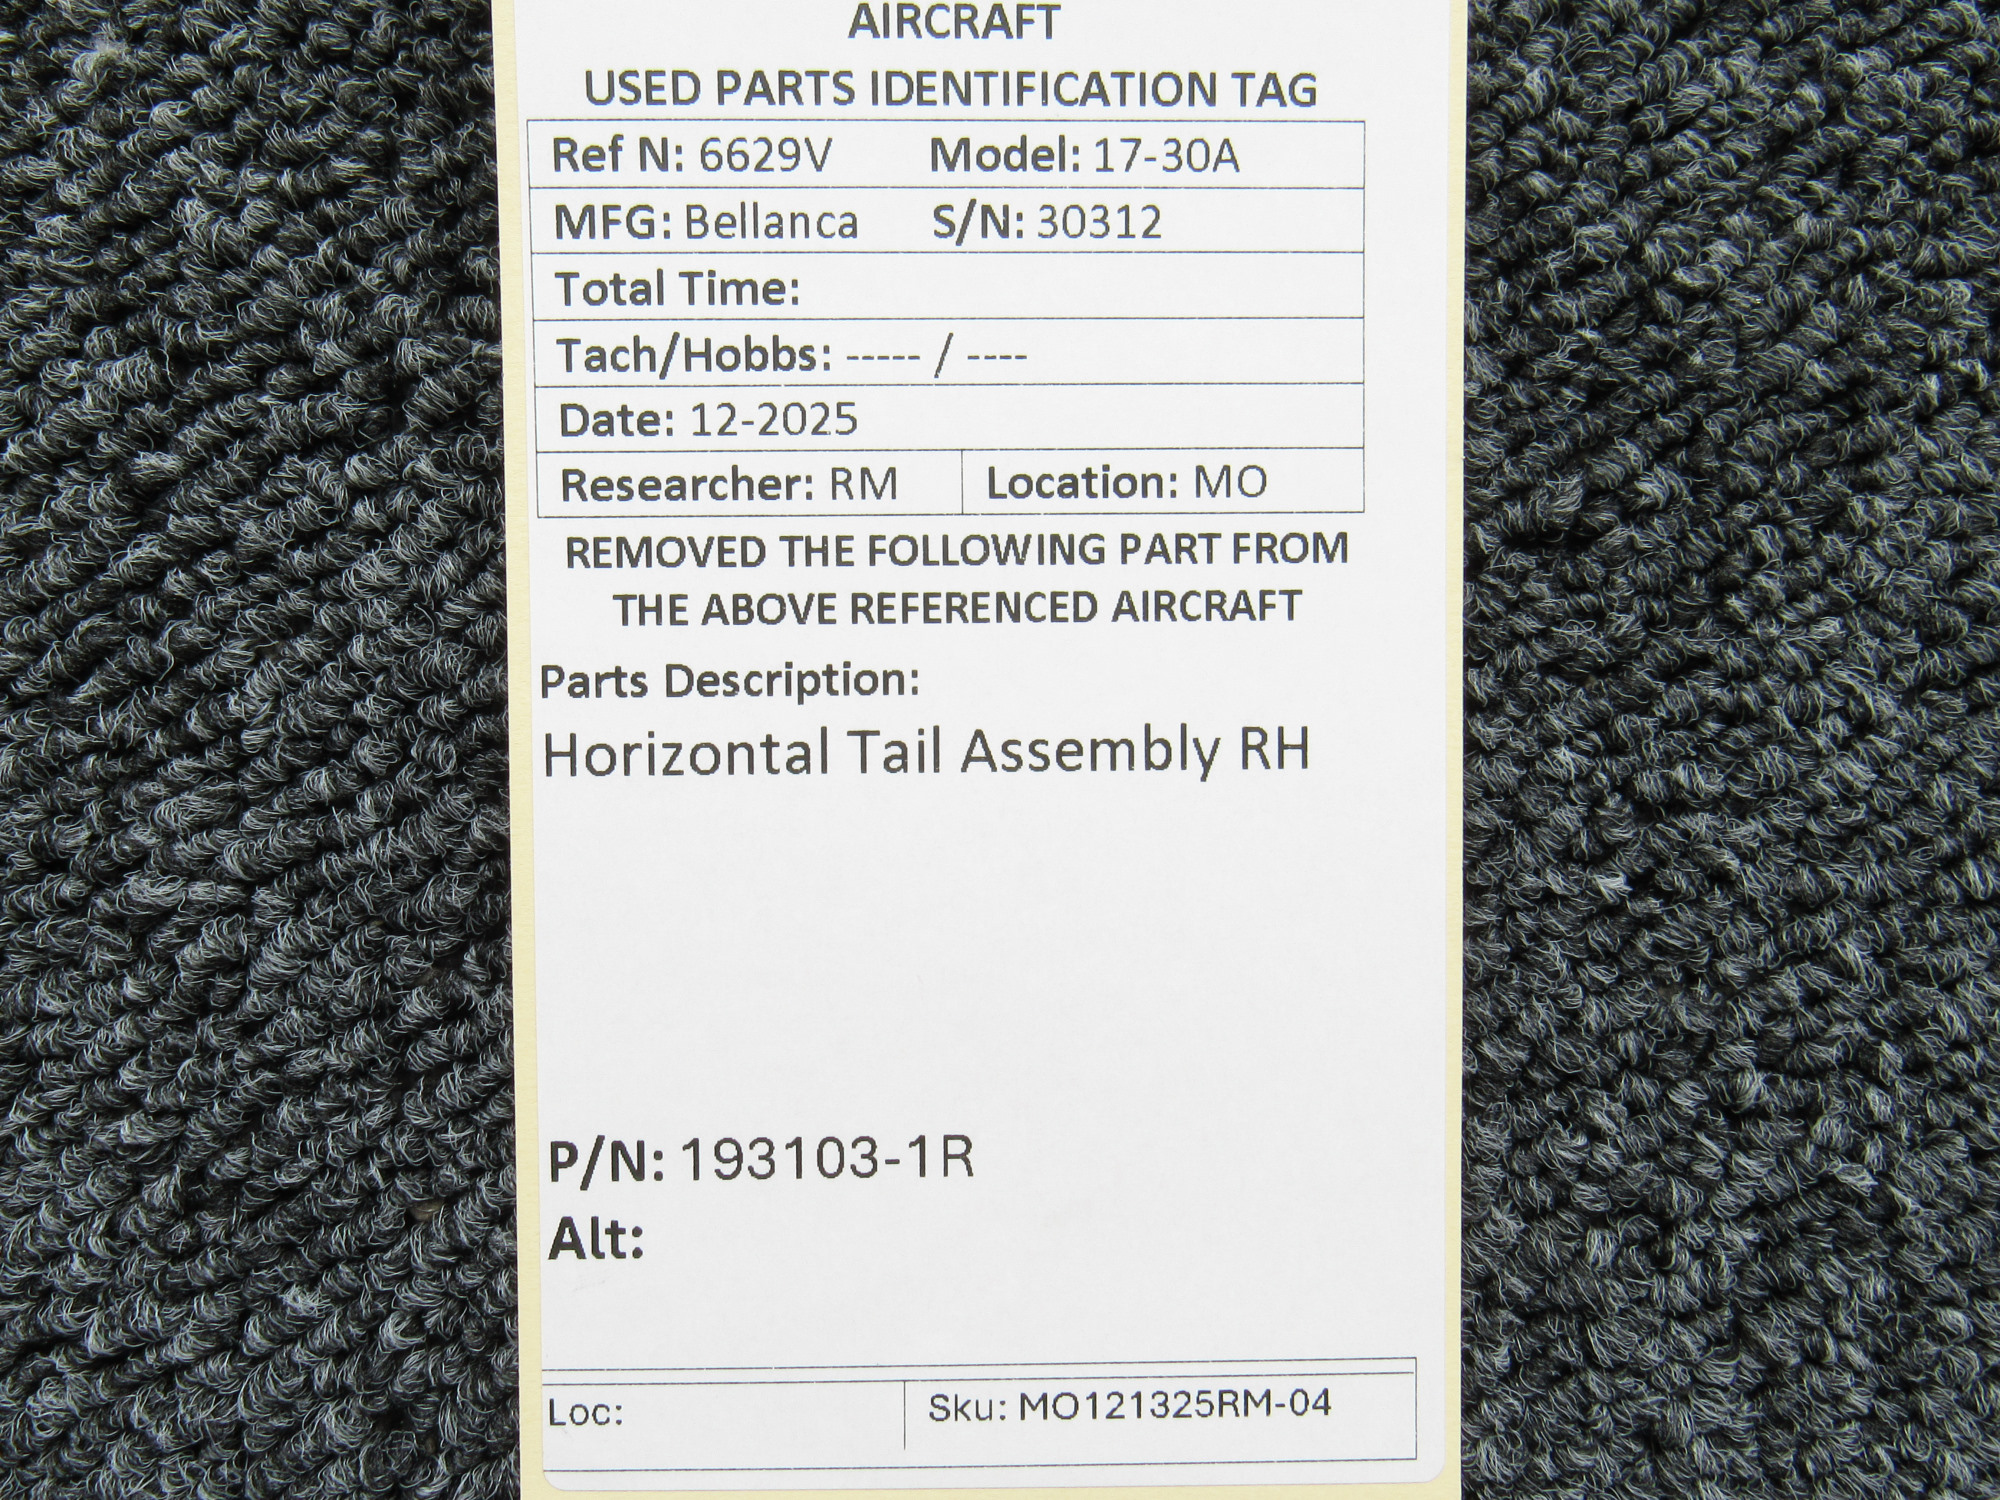 AIRCRAFT
USED PARTS IDENTIFICATION TAG
Ref N: 6629V Model: 17-30A
MFG: Bellanca S/N: 30312
Total Time:
Tach/Hobbs: ----- / ----
Date: 12-2025
Researcher: RM Location: MO
REMOVED THE FOLLOWING PART FROM
THE ABOVE REFERENCED AIRCRAFT
Parts Description:
Horizontal Tail Assembly RH
P/N: 193103-1R
Alt:
Loc: Sku: MO121325RM-04